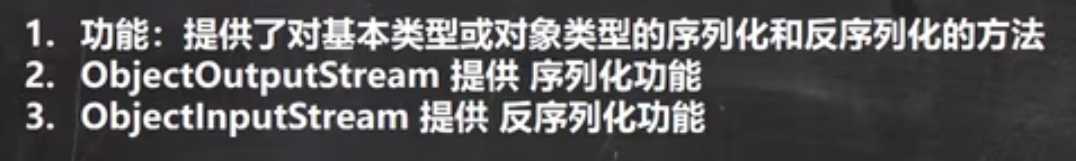 1. 功能：提供了对基本类型或对象类型的序列化和反序列化的方法
2. ObjectOutputStream 提供 序列化功能
3. ObjectInputStream 提供 反序列化功能